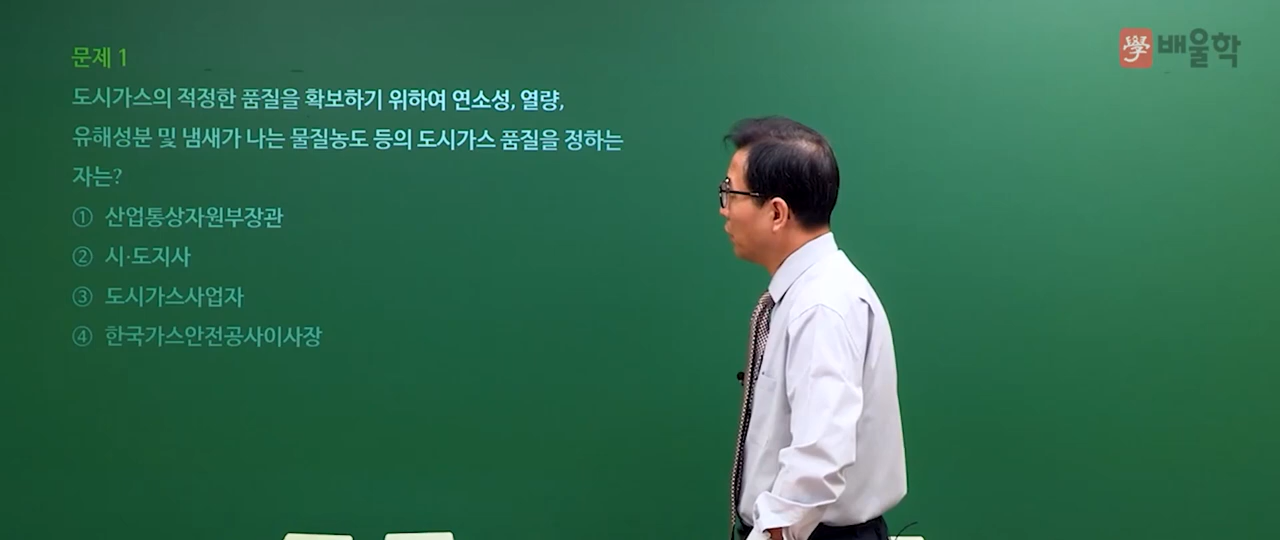 學 배울학
문제 1
도시가스의 적정한 품질을 확보하기 위하여 연소성, 열량,
유해성분 및 냄새가 나는 물질농도 등의 도시가스 품질을 정하는
자는?
① 산업통상자원부장관
② 시·도지사
③ 도시가스사업자
④ 한국가스안전공사이사장